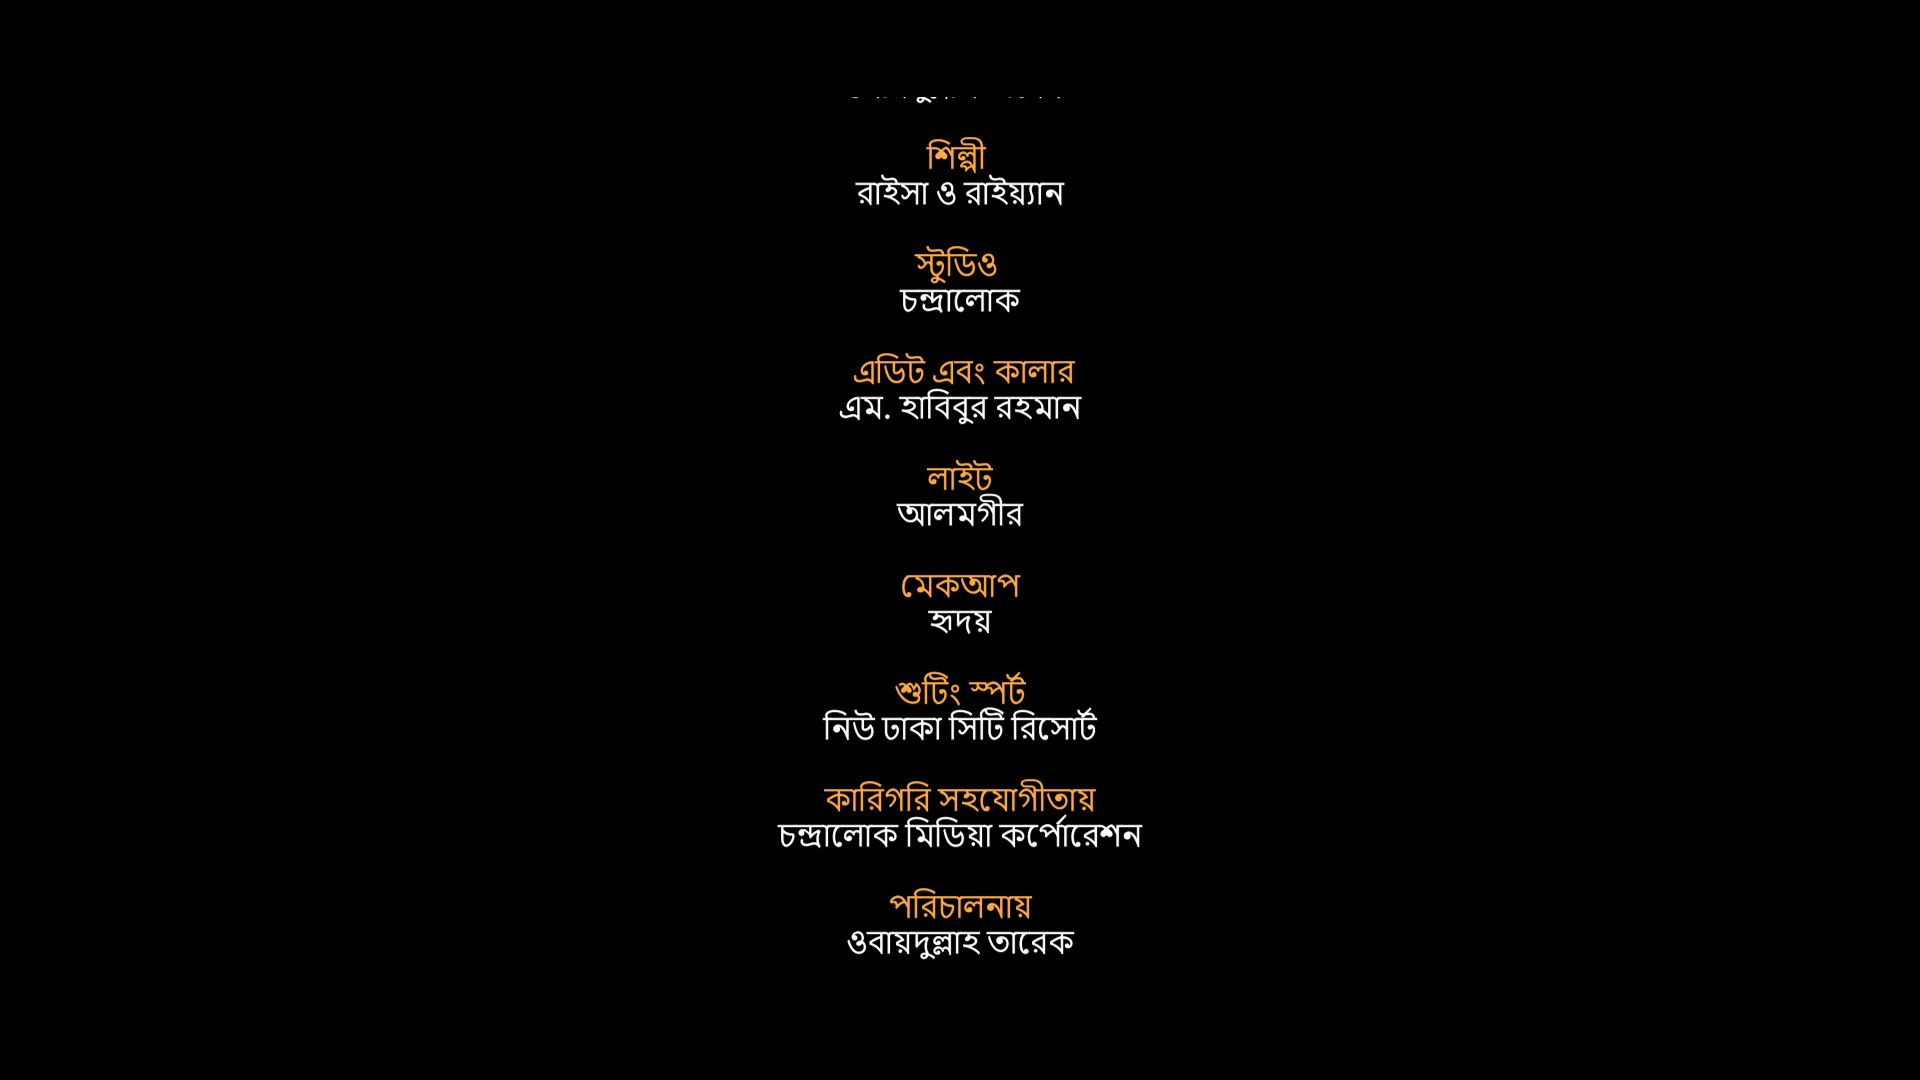 শিল্পী
রাইসা ও রাইয়্যান
স্টুডিও
চন্দ্রালোক
এডিট এবং কালার
এম. হাবিবুর রহমান
লাইট
আলমগীর
মেকআপ
হৃদয়
শুটিং স্পর্ট
নিউ ঢাকা সিটি রিসোর্ট
কারিগরি সহযোগীতায়
চন্দ্রালোক মিডিয়া কর্পোরেশন
পরিচালনায়
ওবায়দুল্লাহ তারেক